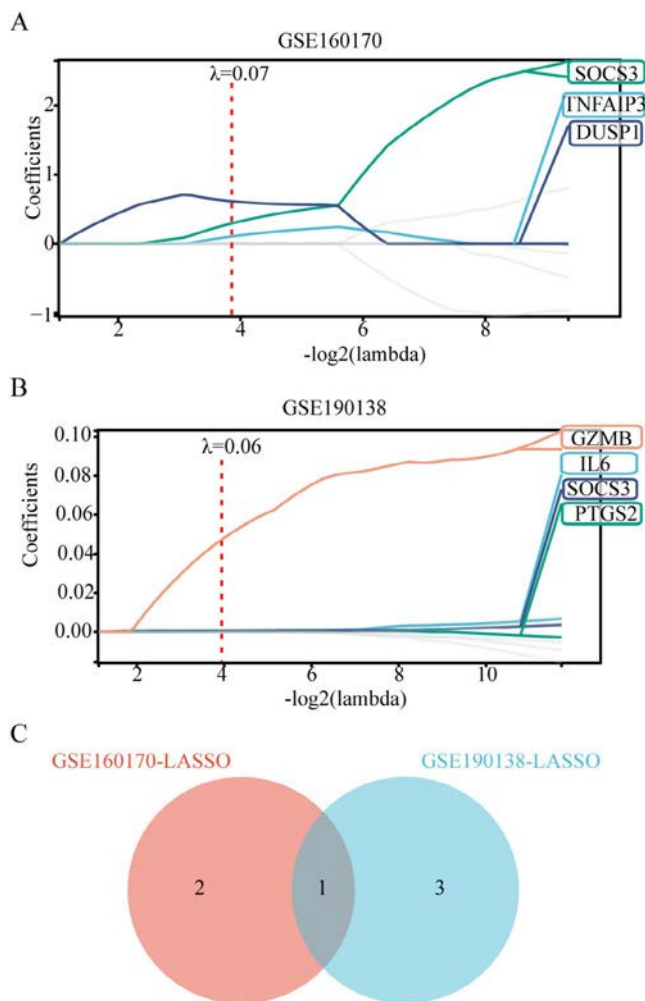 A
GSE160170
λ=0.07
SOCS3
TNFAIP3
DUSP1
Coefficients
2
1
0
−1
2 4 6 8
-log2(lambda)
B
GSE190138
λ=0.06
GZMB
IL6
SOCS3
PTGS2
Coefficients
0.10
0.08
0.06
0.04
0.02
0.00
2 4 6 8 10
-log2(lambda)
C
GSE160170-LASSO GSE190138-LASSO
2 1 3